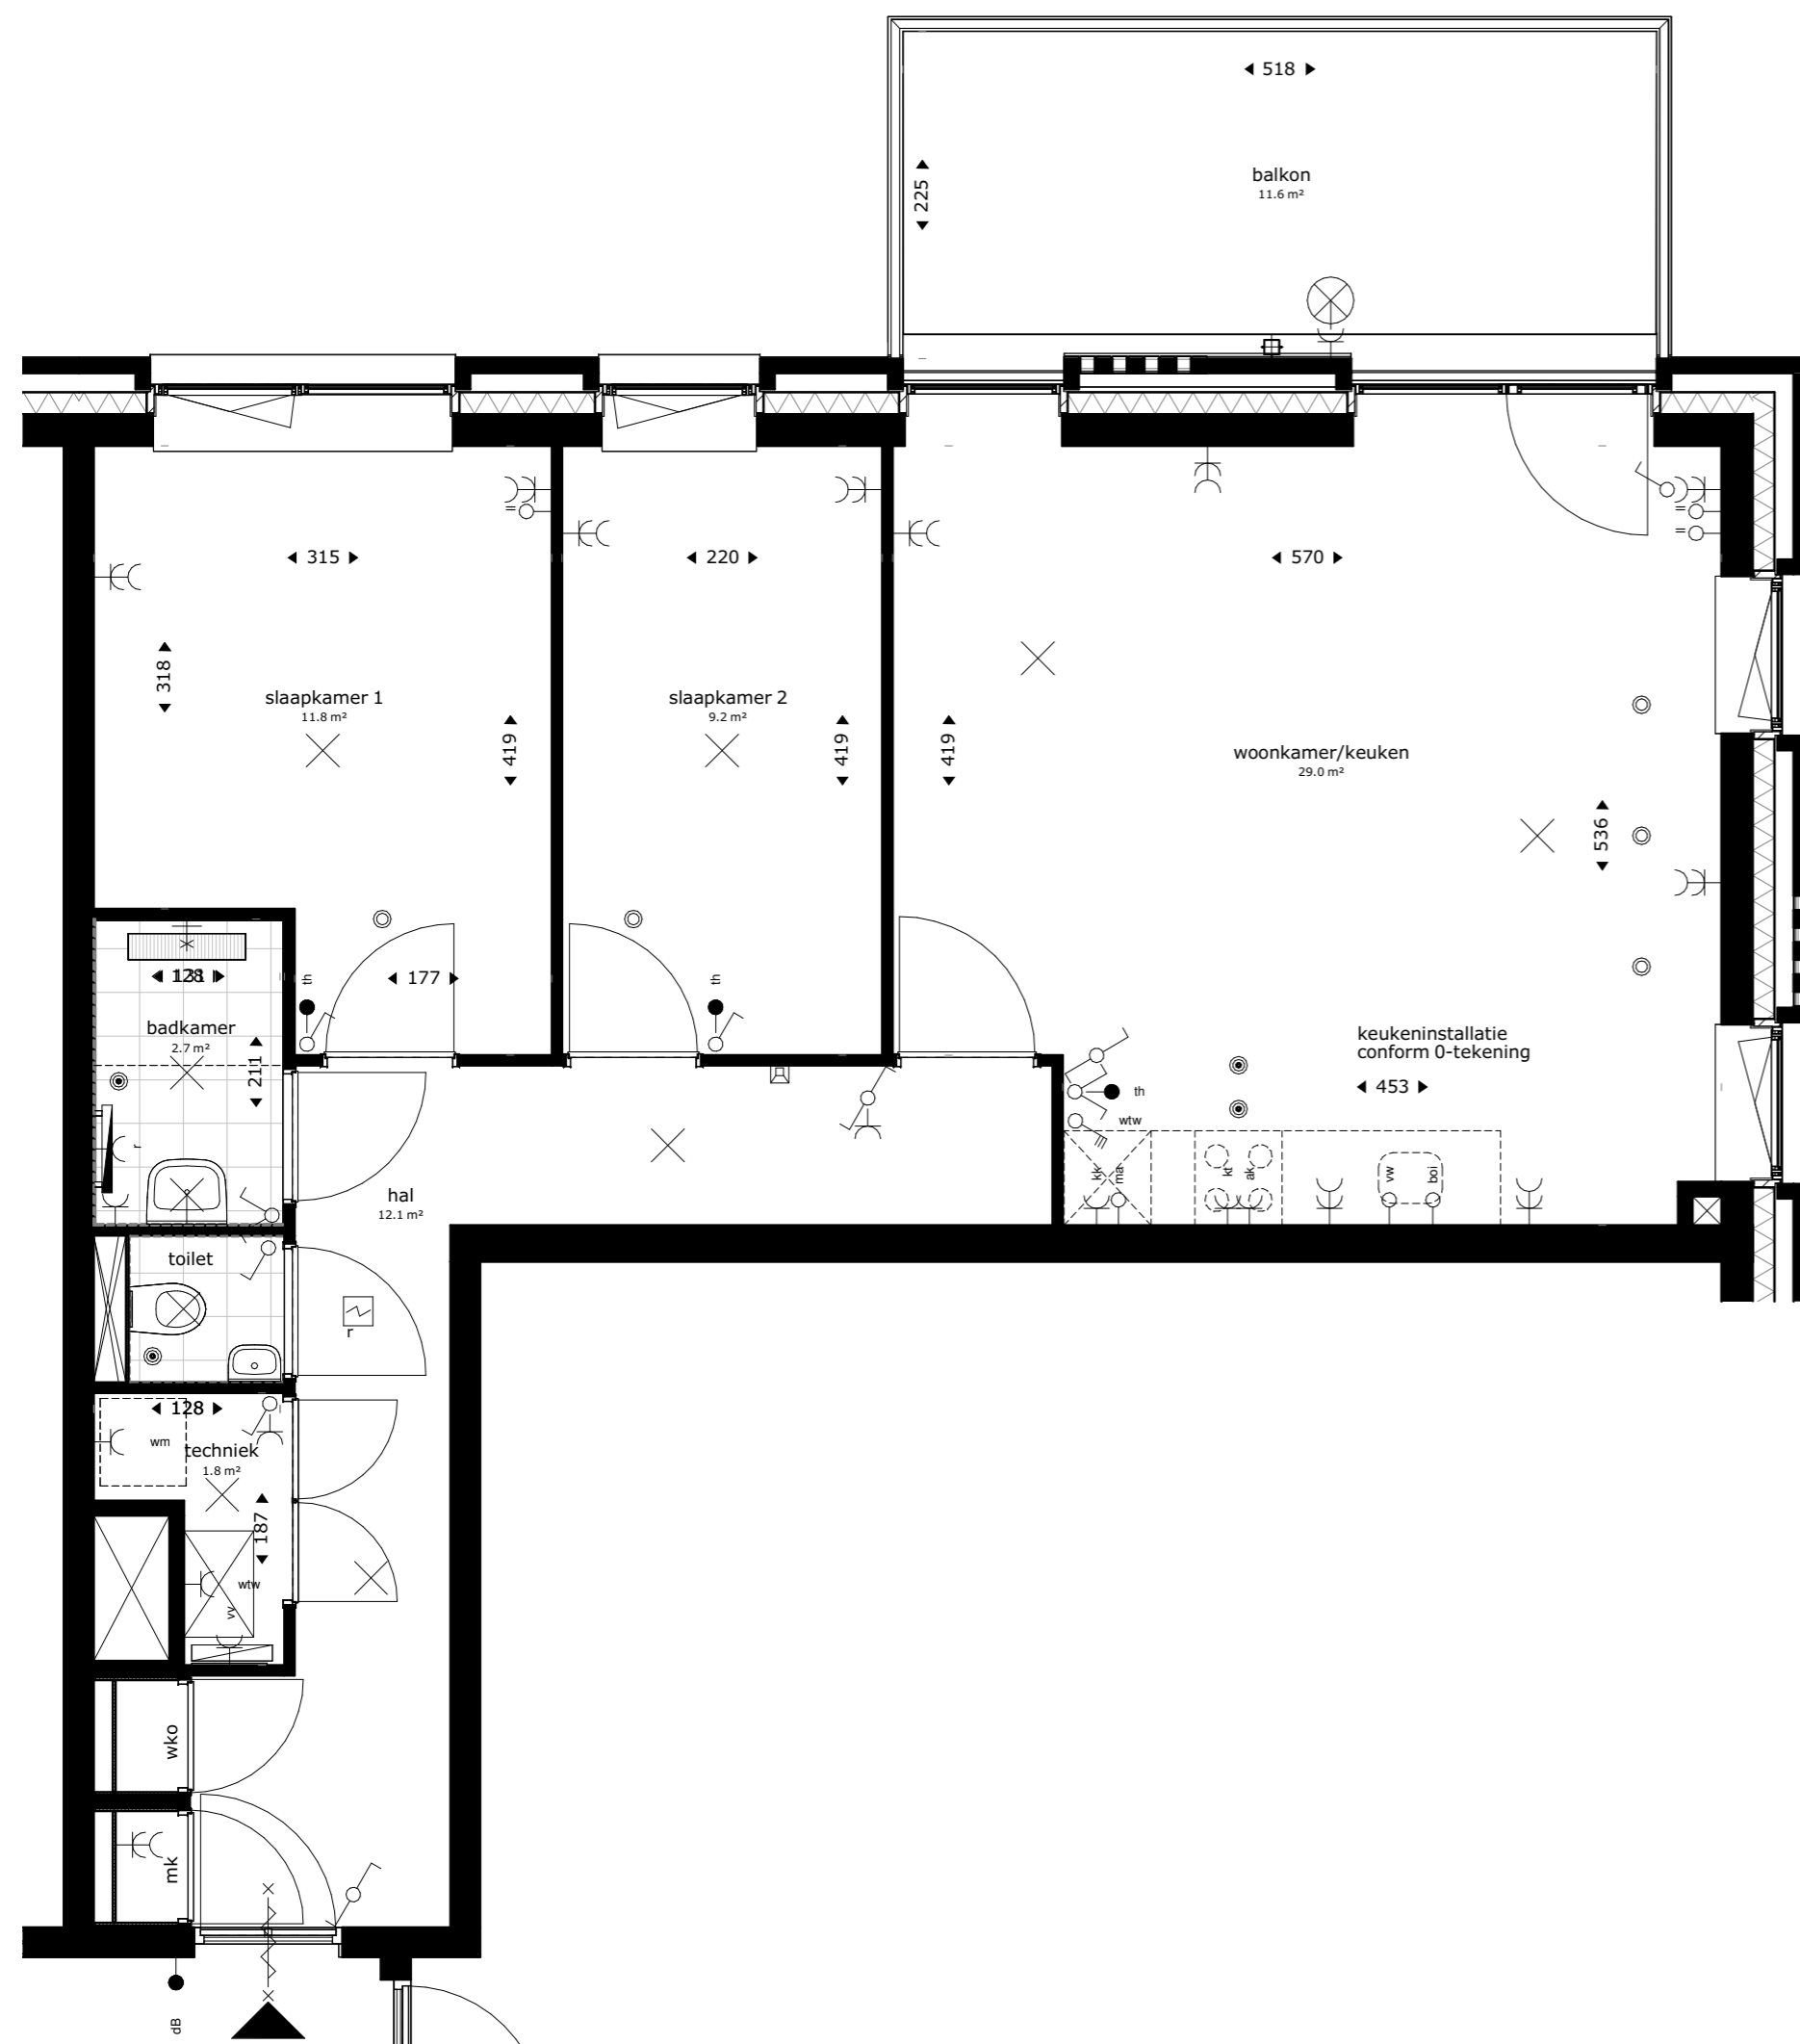 518
225
balkon
11.6 m²
315
220
570
318
slaapkamer 1
11.8 m²
419
slaapkamer 2
9.2 m²
419
419
woonkamer/keuken
29.0 m²
536
128
177
th
th
badkamer
2.7 m²
211
r
keukeninstallatie
conform 0-tekening
453
th
wtw
kk
ma
kt
ak
vw
boi
hal
12.1 m²
toilet
r
128
wm
techniek
1.8 m²
187
wtw
vv
wko
mk
dB